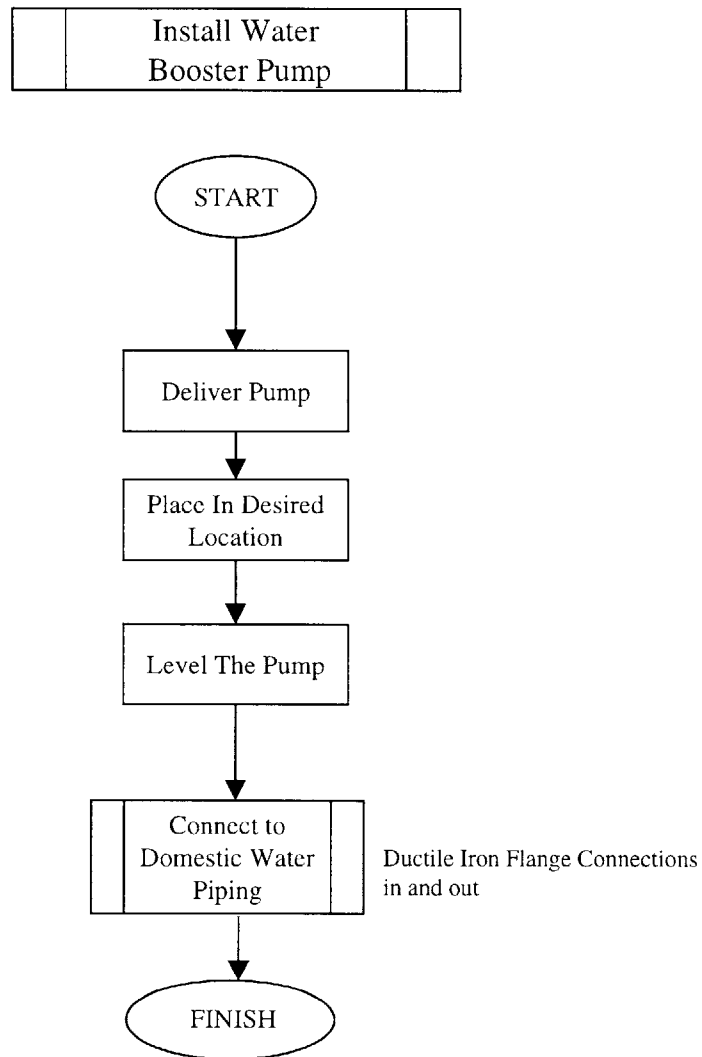 Install Water
Booster Pump
START
Deliver Pump
Place In Desired
Location
Level The Pump
Connect to
Domestic Water
Piping
Ductile Iron Flange Connections
in and out
FINISH